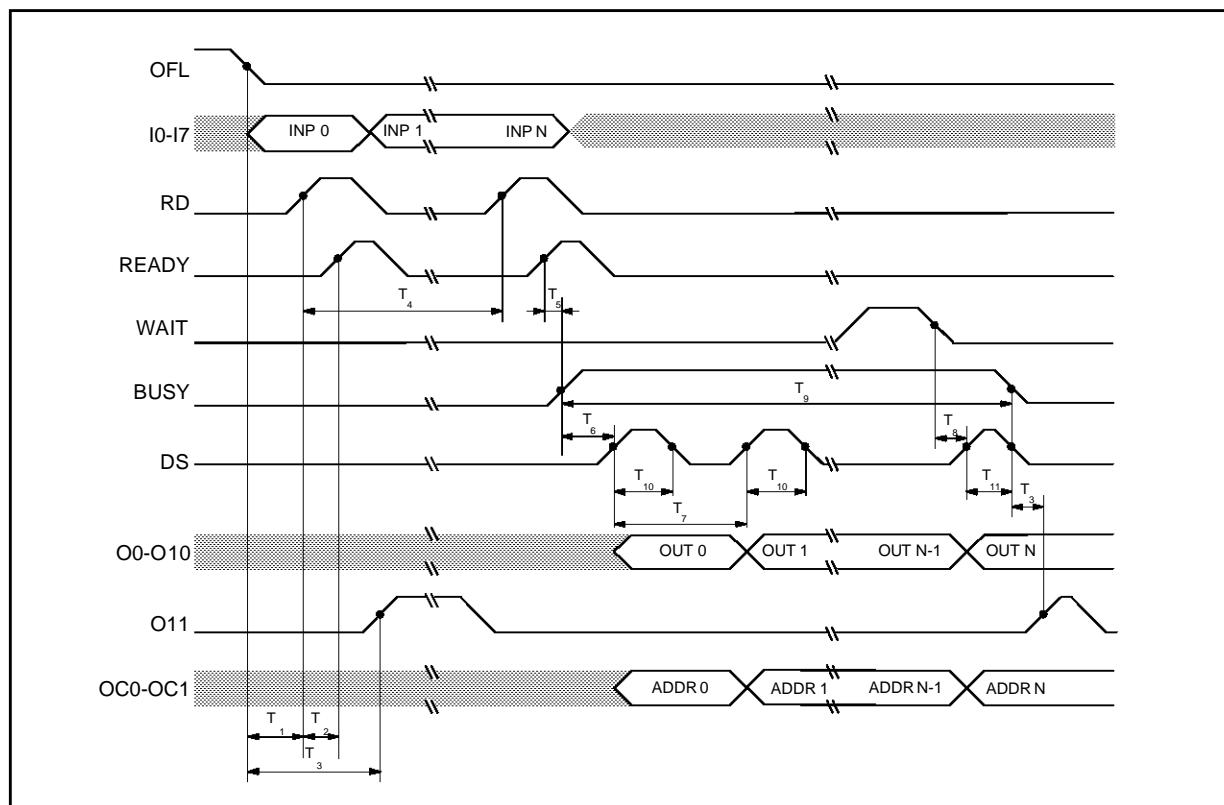 OFL
I0-I7
INP 0
INP 1
INP N
RD
READY
T4
T5
WAIT
BUSY
T9
T6
T8
DS
T10
T10
T11
T7
T3
O0-O10
OUT 0
OUT 1
OUT N-1
OUT N
O11
OC0-OC1
ADDR 0
ADDR 1
ADDR N-1
ADDR N
T1
T2
T3